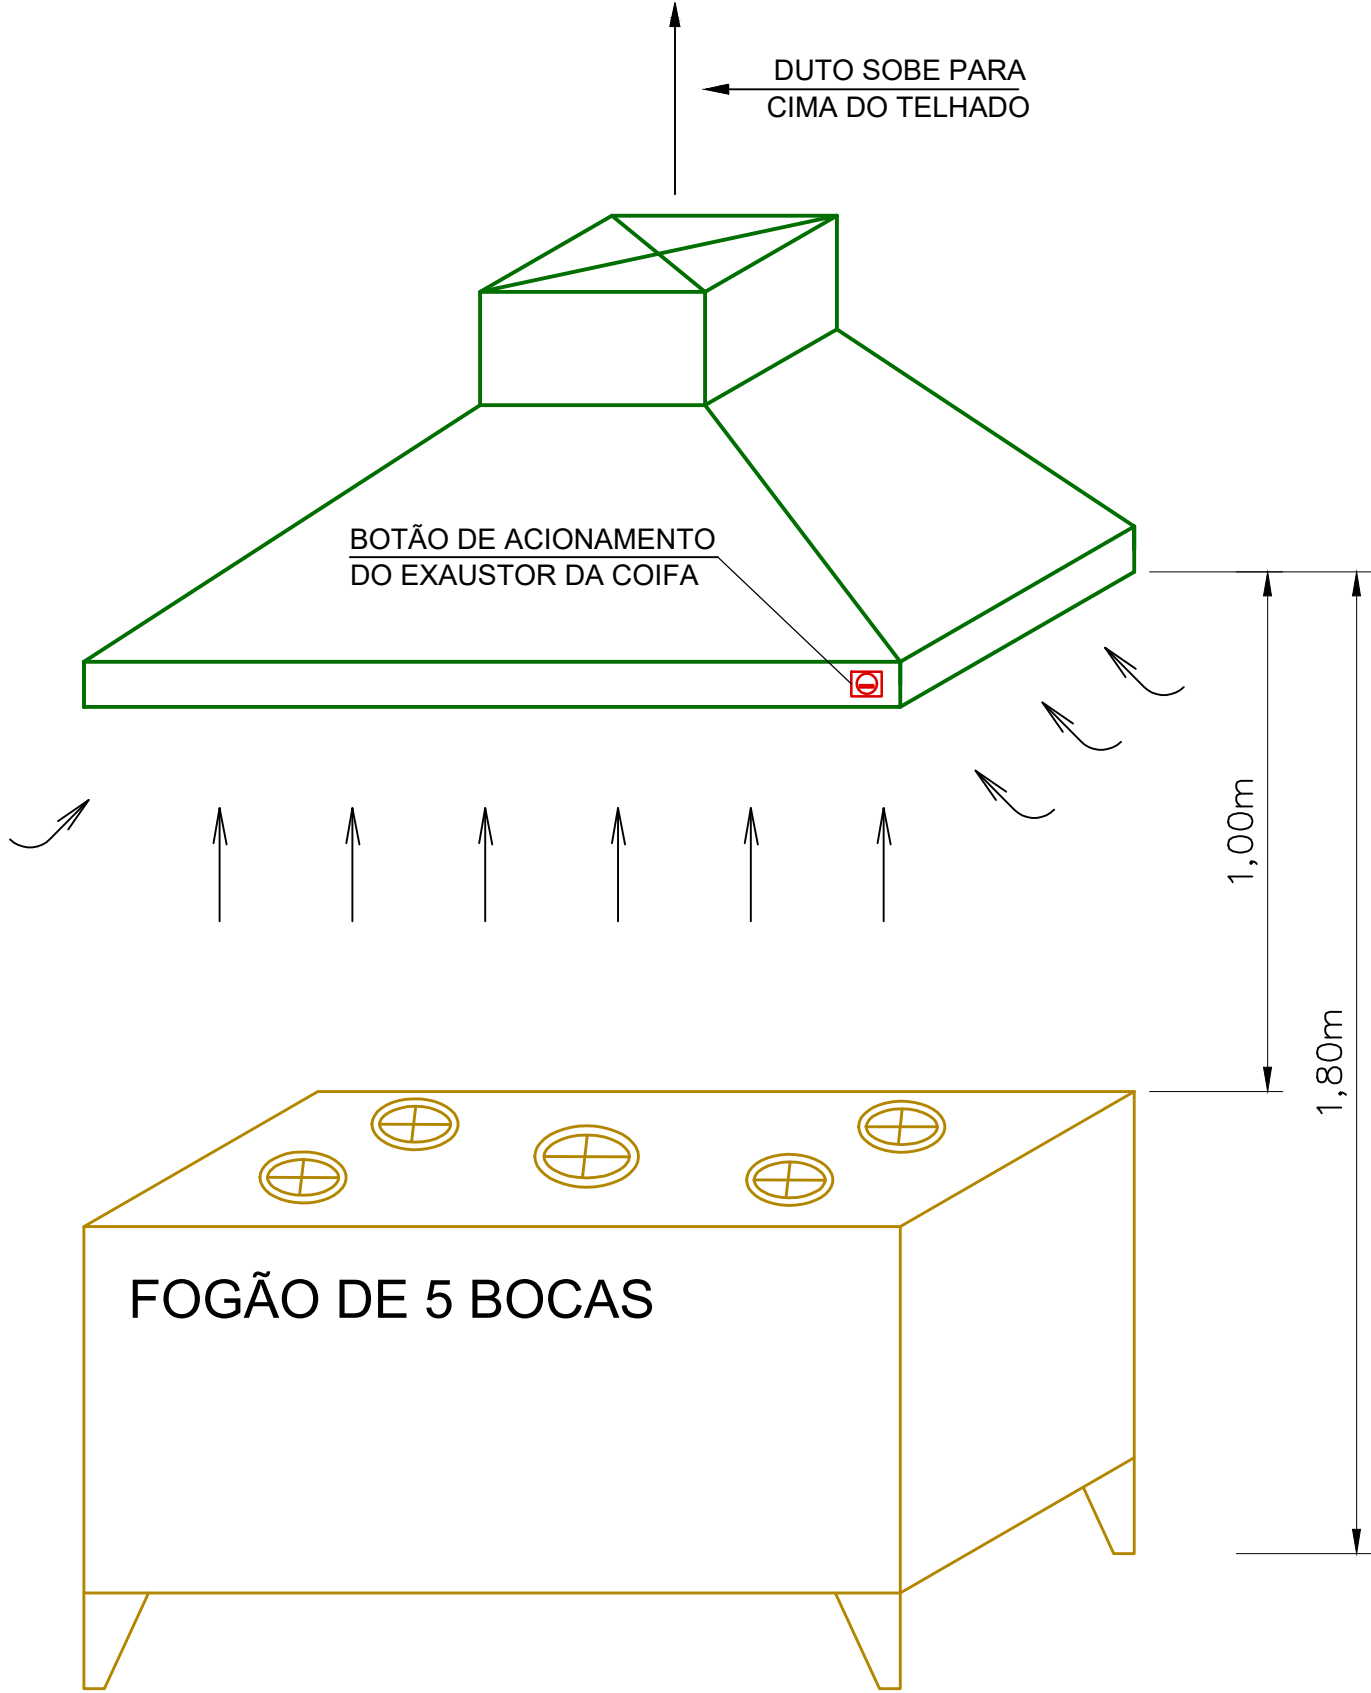 DUTO SOBE PARA
CIMA DO TELHADO
BOTÃO DE ACIONAMENTO
DO EXAUSTOR DA COIFA
1,00m
1,80m
FOGÃO DE 5 BOCAS